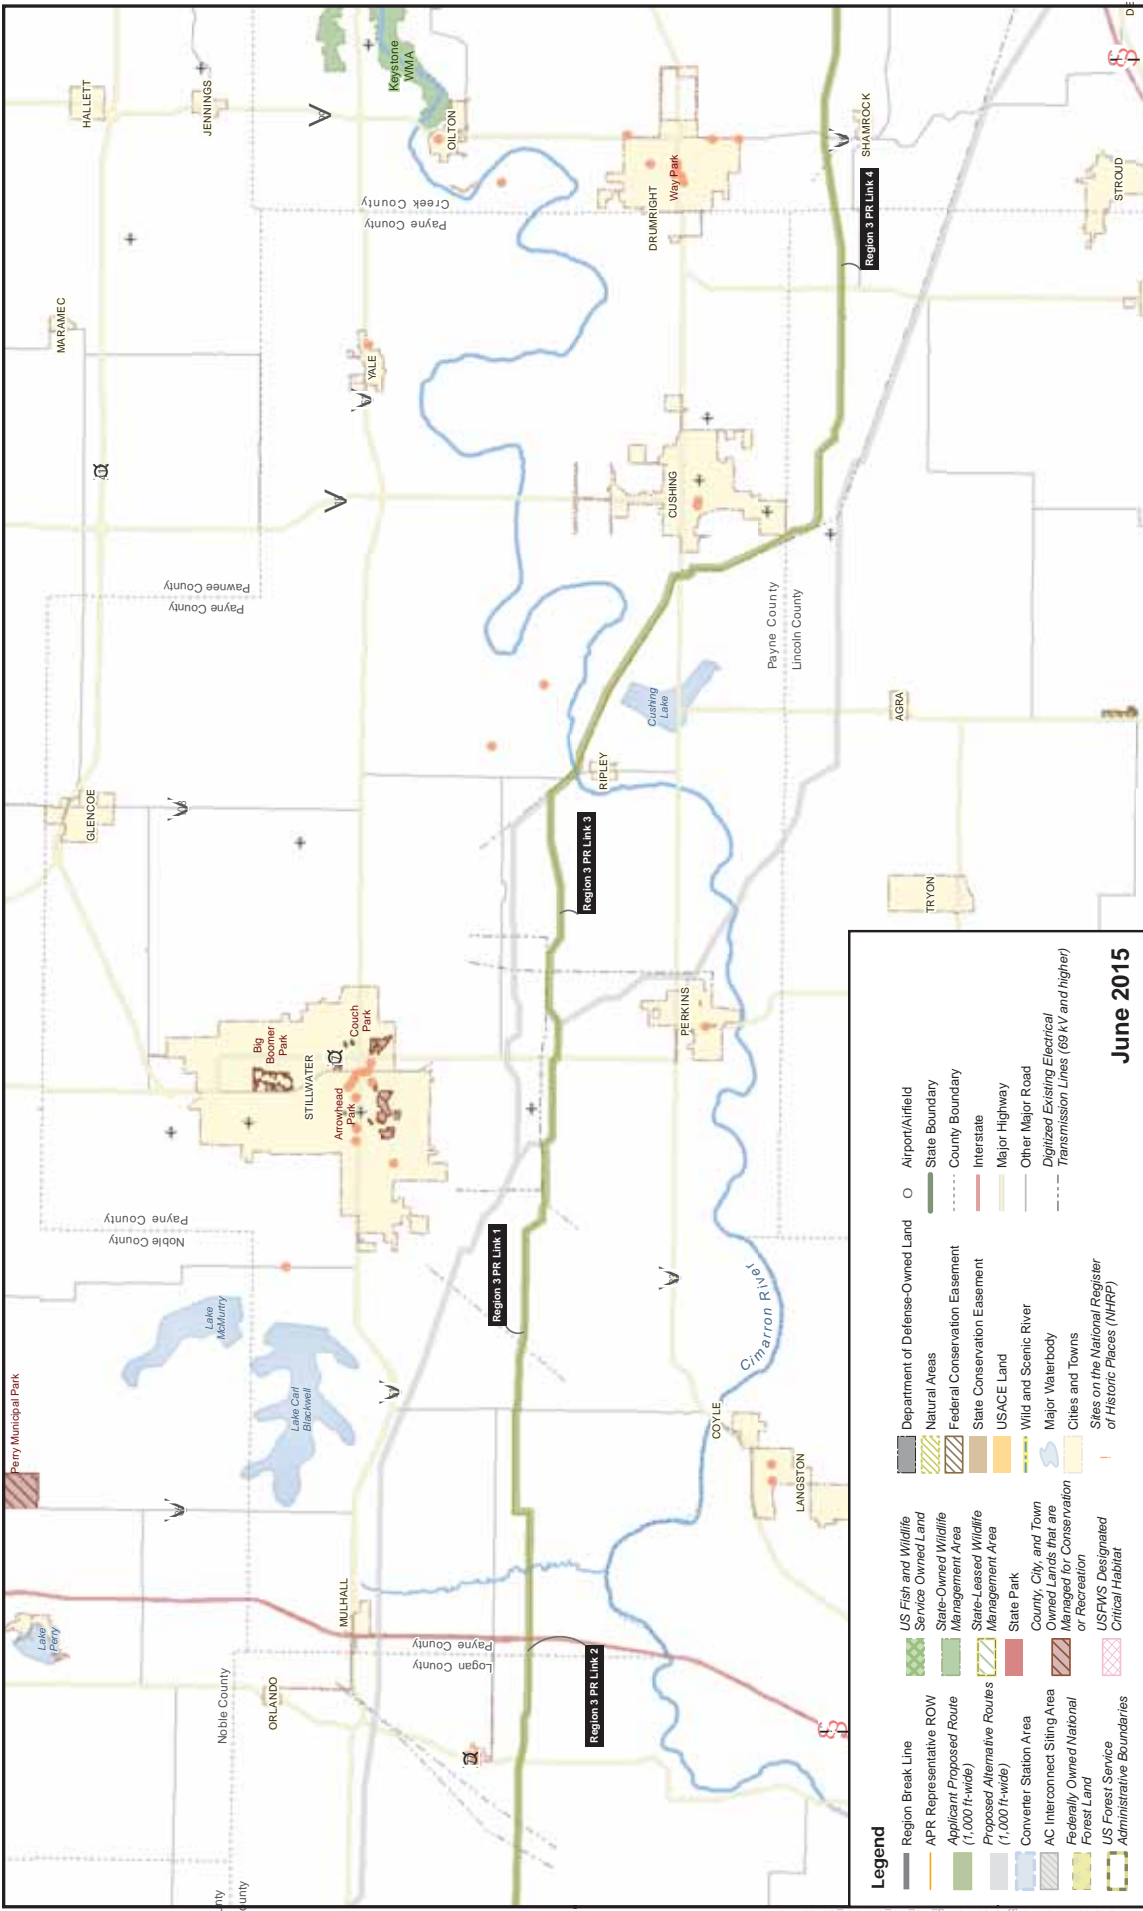 Perry Municipal Park
Lake
Perry
Lake
McMurtry
Lake Carl
Blackwell
Noble County
Payne County
Noble County
ORLANDO
MULHALL
Logan County
Payne County
STILLWATER
Big
Boomer
Park
Arrowhead
Park
Couch
Park
GLENCOE
Payne County
Pawnee County
MARAMEC
HALLETT
JENNINGS
YALE
Payne County
Creek County
Keystone
WMA
OILTON
Region 3 PR Link 2
Region 3 PR Link 1
Region 3 PR Link 3
Region 3 PR Link 4
RIPLEY
Cushing
Lake
CUSHING
DRUMRIGHT
Way Park
SHAMROCK
STROUD
Payne County
Lincoln County
AGRA
TRYON
PERKINS
Cimarron River
COYLE
LANGSTON
ounty
Legend
Region Break Line
APR Representative ROW
Applicant Proposed Route
(1,000 ft-wide)
Proposed Alternative Routes
(1,000 ft-wide)
Converter Station Area
AC Interconnect Siting Area
Federally Owned National
Forest Land
US Forest Service
Administrative Boundaries
US Fish and Wildlife
Service Owned Land
State-Owned Wildlife
Management Area
State-Leased Wildlife
Management Area
State Park
County, City, and Town
Owned Lands that are
Managed for Conservation
or Recreation
USFWS Designated
Critical Habitat
Department of Defense-Owned Land
Natural Areas
Federal Conservation Easement
State Conservation Easement
USACE Land
Wild and Scenic River
Major Waterbody
Cities and Towns
Sites on the National Register
of Historic Places (NHRP)
Airport/Airfield
State Boundary
County Boundary
Interstate
Major Highway
Other Major Road
Digitized Existing Electrical
Transmission Lines (69 kV and higher)
June 2015